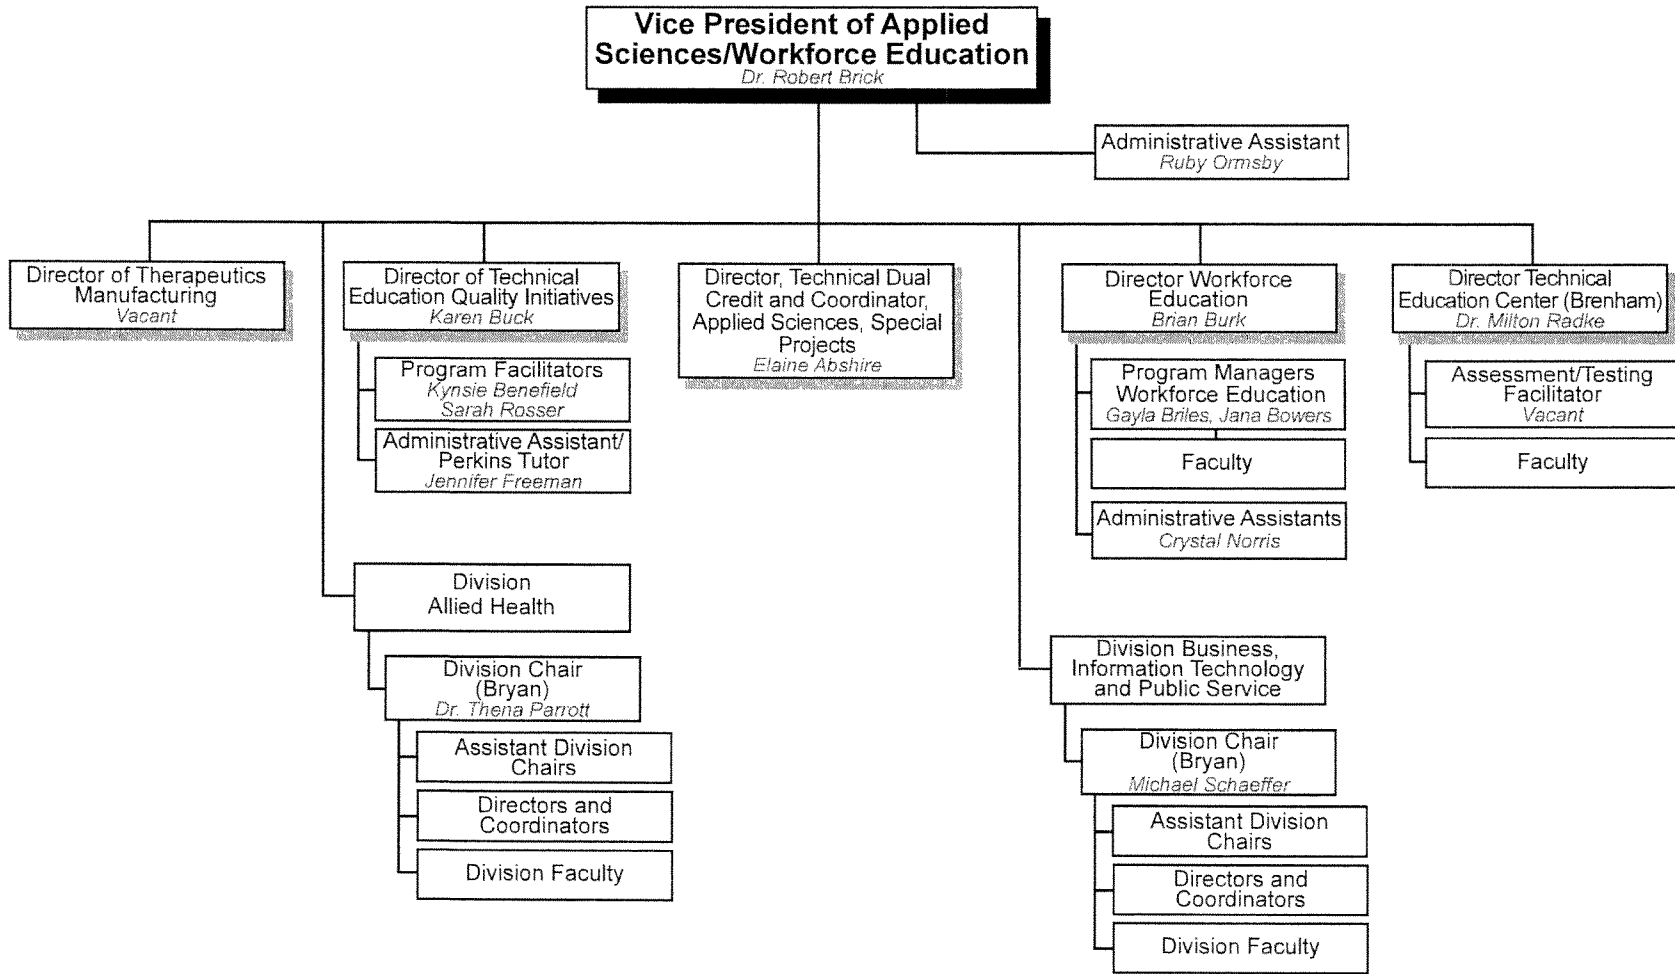 Vice President of Applied
Sciences/Workforce Education
Dr. Robert Brick
Administrative Assistant
Ruby Ormsby
Director of Therapeutics
Manufacturing
Vacant
Director of Technical
Education Quality Initiatives
Karen Buck
Program Facilitators
Kynsie Benefield
Sarah Rosser
Administrative Assistant/
Perkins Tutor
Jennifer Freeman
Director, Technical Dual
Credit and Coordinator,
Applied Sciences, Special
Projects
Elaine Abshire
Director Workforce
Education
Brian Burk
Program Managers
Workforce Education
Gayla Briles, Jana Bowers
Faculty
Administrative Assistants
Crystal Norris
Director Technical
Education Center (Brenham)
Dr. Milton Radke
Assessment/Testing
Facilitator
Vacant
Faculty
Division
Allied Health
Division Chair
(Bryan)
Dr. Thena Parrott
Assistant Division
Chairs
Directors and
Coordinators
Division Faculty
Division Business,
Information Technology
and Public Service
Division Chair
(Bryan)
Michael Schaeffer
Assistant Division
Chairs
Directors and
Coordinators
Division Faculty